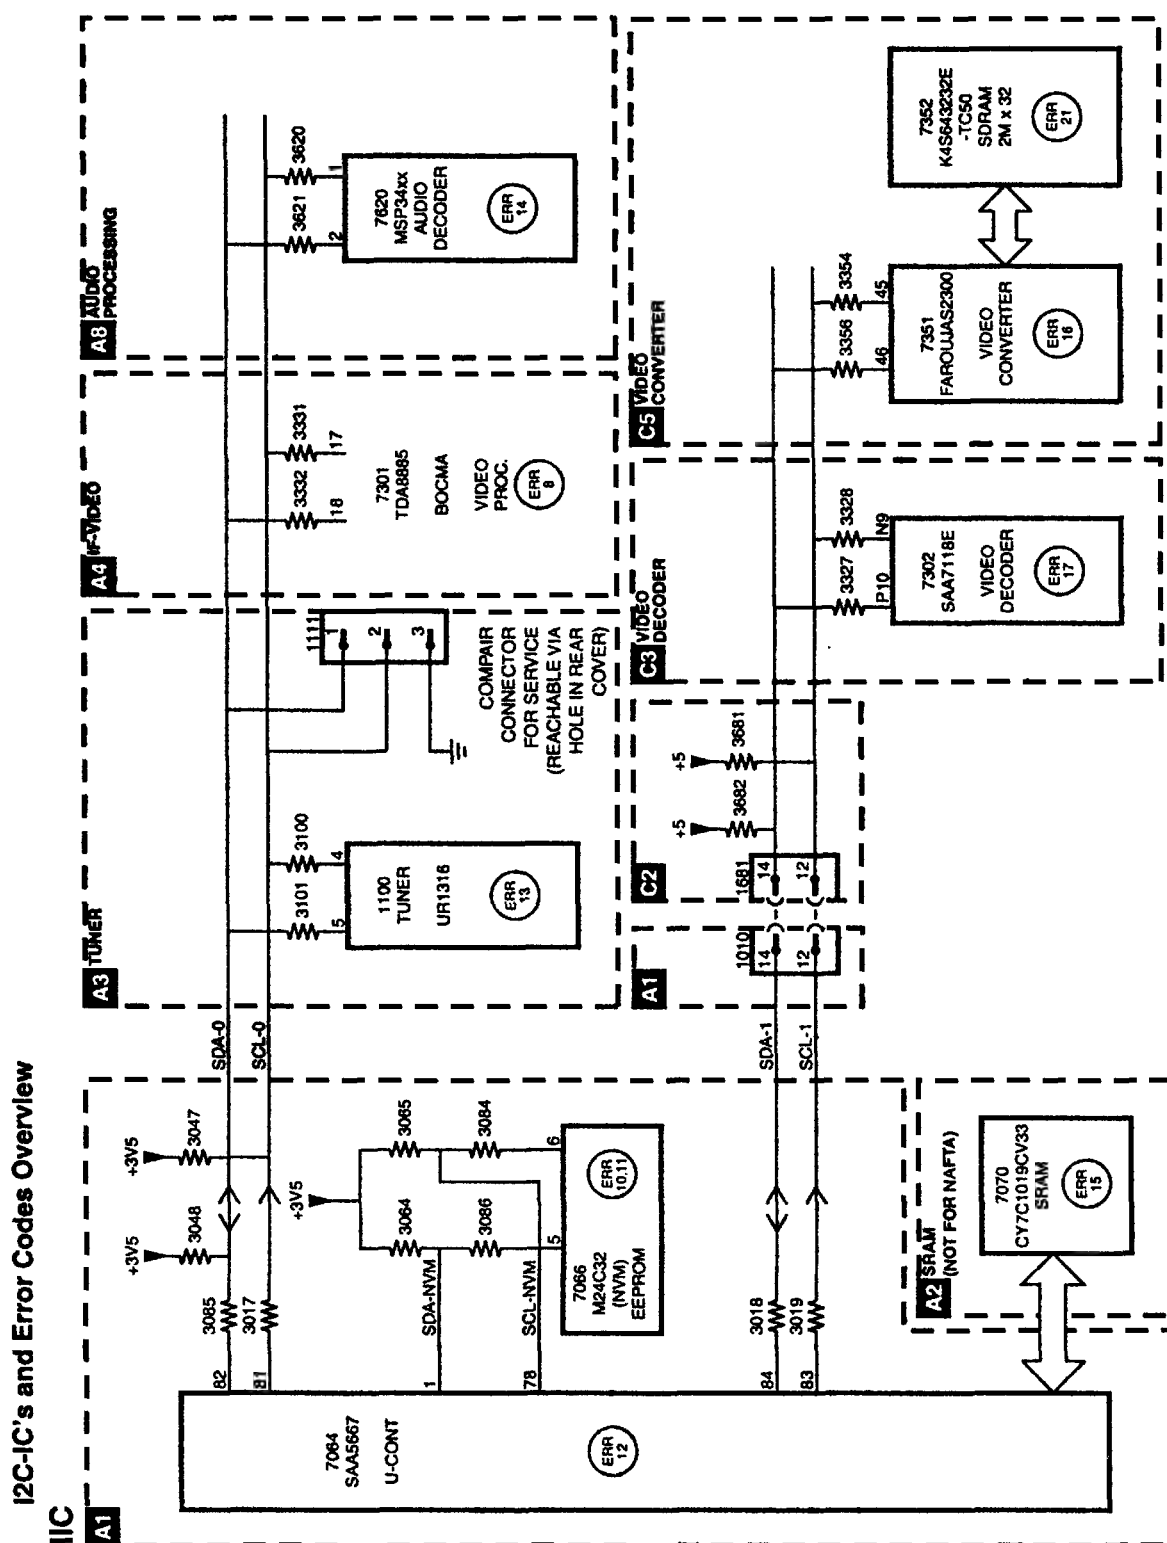 I2C-IC's and Error Codes Overview
IIC
A1
7064
SAA5667
U-CONT
ERR
12
82
81
1
78
84
83
3085
3017
+3V5
3048
+3V5
3047
SDA-0
SCL-0
+3V5
3064
3065
3086
3084
SDA-NVM
SCL-NVM
5
6
7066
M24C32
(NVM)
EEPROM
ERR
10,11
3018
3019
SDA-1
SCL-1
A2
SRAM
(NOT FOR NAFTA)
7070
CY7C1019CV33
SRAM
ERR
15
A3
TUNER
3101
3100
5
4
1100
TUNER
UR1316
ERR
13
1111
1
2
3
COMPAIR
CONNECTOR
FOR SERVICE
(REACHABLE VIA
HOLE IN REAR
COVER)
A4
IF-VIDEO
3332
3331
18
17
7301
TDA8885
BOCMA
VIDEO
PROC.
ERR
8
A8
AUDIO
PROCESSING
3621
3620
2
1
7620
MSP34xx
AUDIO
DECODER
ERR
14
A1
1010
14
12
C2
1681
14
12
+5
3682
+5
3681
C3
VIDEO
DECODER
3327
3328
P10
N9
7302
SAA7118E
VIDEO
DECODER
ERR
17
C5
VIDEO
CONVERTER
3356
3354
46
45
7351
FAROUJAS2300
VIDEO
CONVERTER
ERR
16
7352
K4S643232E
-TC50
SDRAM
2M x 32
ERR
21